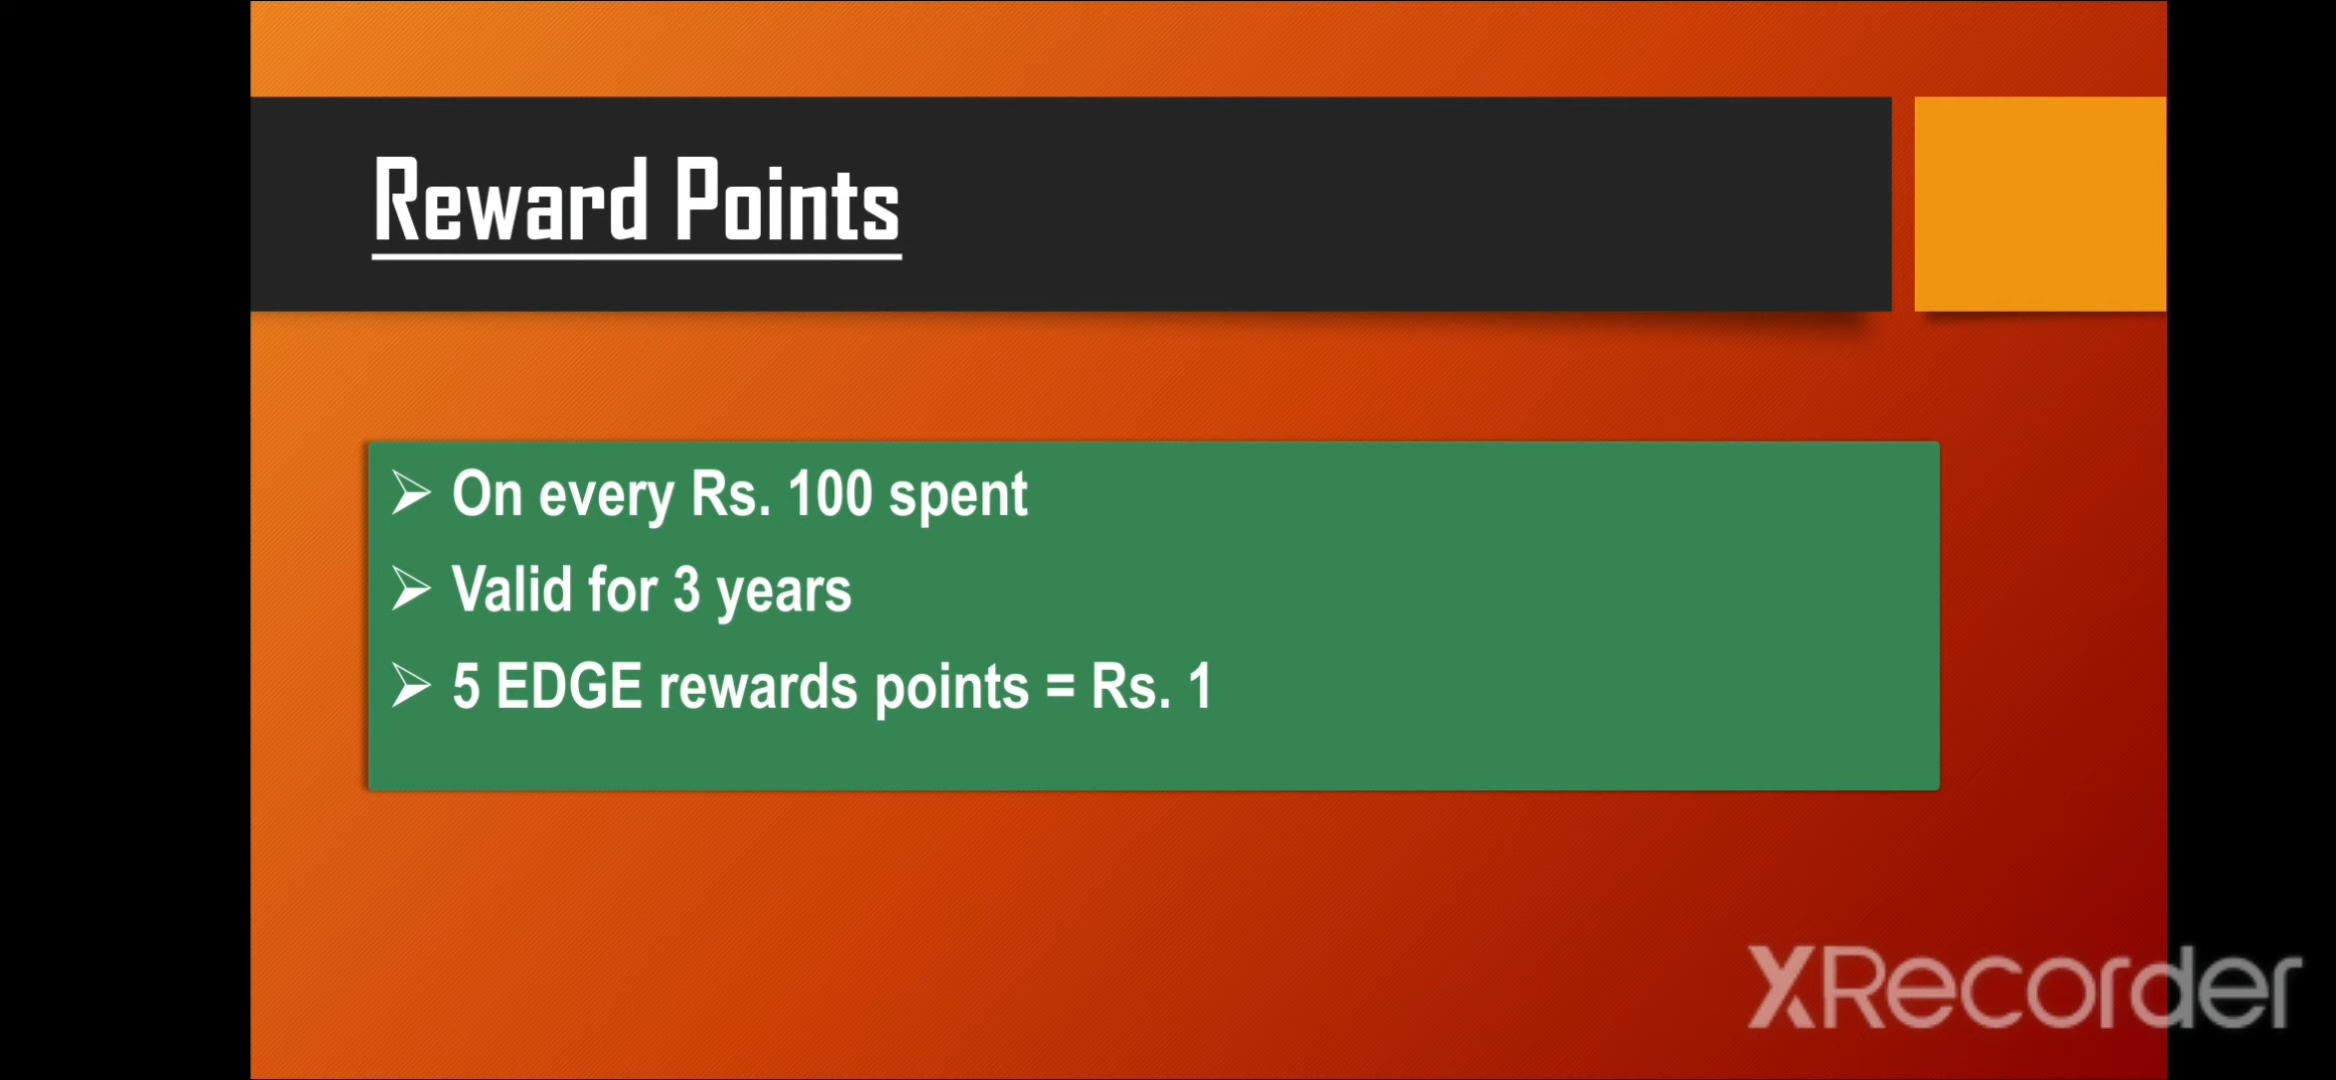 Reward Points
On every Rs. 100 spent
Valid for 3 years
5 EDGE rewards points = Rs. 1
XRecorder